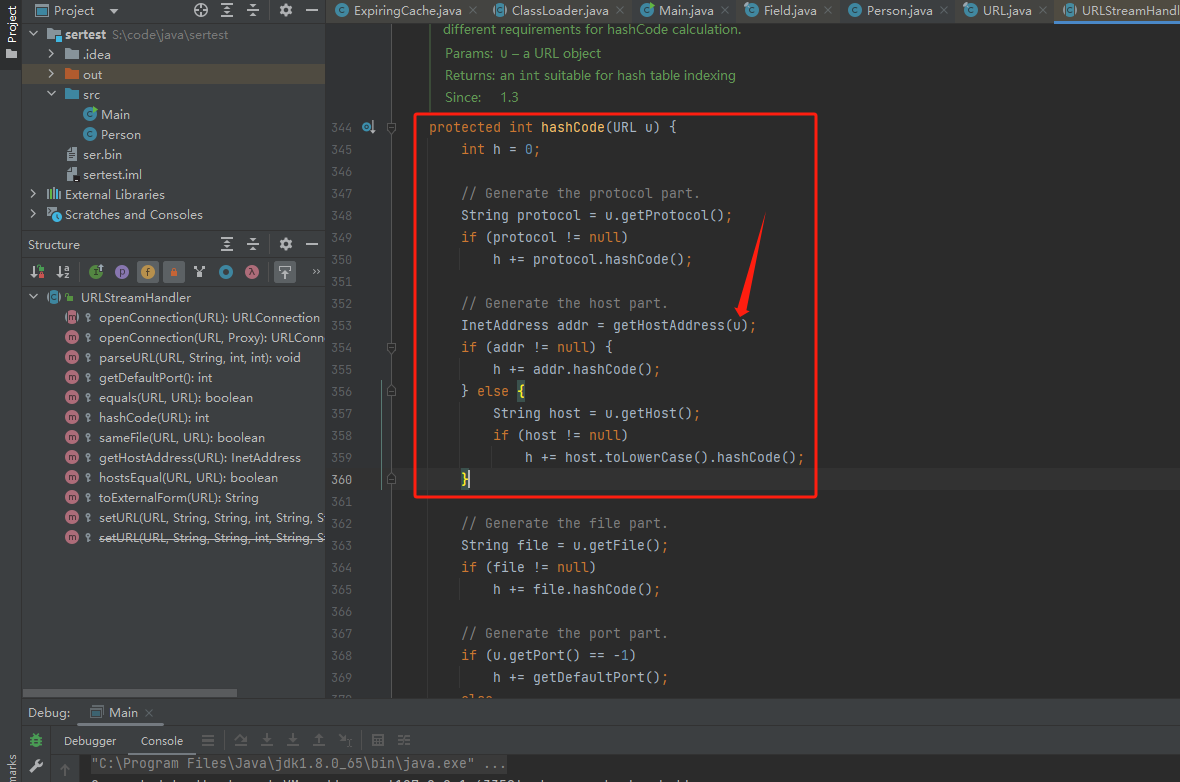 Project
Project
ExpiringCache.java
ClassLoader.java
Main.java
Field.java
Person.java
URL.java
URLStreamHandl
sertest S:\code\java\sertest
.idea
out
src
Main
Person
ser.bin
sertest.iml
External Libraries
Scratches and Consoles
Structure
URLStreamHandler
openConnection(URL): URLConnection
openConnection(URL, Proxy): URLConn
parseURL(URL, String, int, int): void
getDefaultPort(): int
equals(URL, URL): boolean
hashCode(URL): int
sameFile(URL, URL): boolean
getHostAddress(URL): InetAddress
hostsEqual(URL, URL): boolean
toExternalForm(URL): String
setURL(URL, String, String, int, String, S
setURL(URL, String, String, int, String, S
different requirements for hashCode calculation.
Params: u – a URL object
Returns: an int suitable for hash table indexing
Since: 1.3
344 protected int hashCode(URL u) {
345 int h = 0;
346
347 // Generate the protocol part.
348 String protocol = u.getProtocol();
349 if (protocol != null)
350 h += protocol.hashCode();
351
352 // Generate the host part.
353 InetAddress addr = getHostAddress(u);
354 if (addr != null) {
355 h += addr.hashCode();
356 } else {
357 String host = u.getHost();
358 if (host != null)
359 h += host.toLowerCase().hashCode();
360 }
361
362 // Generate the file part.
363 String file = u.getFile();
364 if (file != null)
365 h += file.hashCode();
366
367 // Generate the port part.
368 if (u.getPort() == -1)
369 h += getDefaultPort();
370 else
Debug: Main
Debugger Console
"C:\Program Files\Java\jdk1.8.0_65\bin\java.exe" ...
marks